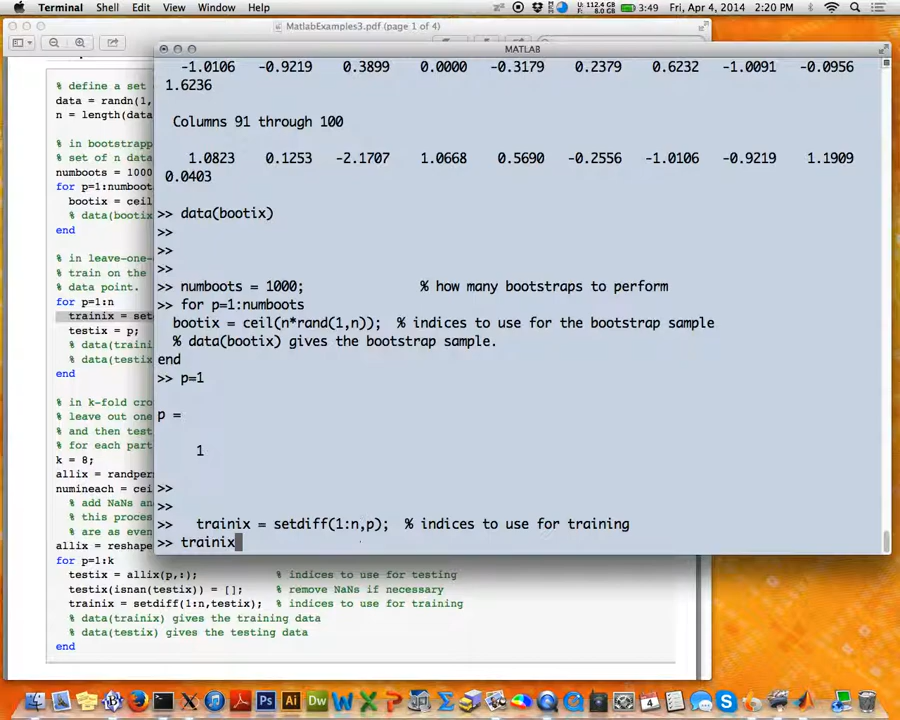 Terminal Shell Edit View Window Help
U: 112.4 GB
F: 8.0 GB
3:49 Fri, Apr 4, 2014 2:20 PM
MatlabExamples3.pdf (page 1 of 4)
MATLAB
-1.0106 -0.9219 0.3899 0.0000 -0.3179 0.2379 0.6232 -1.0091 -0.0956
1.6236
Columns 91 through 100
1.0823 0.1253 -2.1707 1.0668 0.5690 -0.2556 -1.0106 -0.9219 1.1909
0.0403
>> data(bootix)
>>
>>
>>
>> numboots = 1000; % how many bootstraps to perform
>> for p=1:numboots
bootix = ceil(n*rand(1,n)); % indices to use for the bootstrap sample
% data(bootix) gives the bootstrap sample.
end
>> p=1
p =
1
>>
>>
>> trainix = setdiff(1:n,p); % indices to use for training
>> trainix
% define a set
data = randn(1,
n = length(data
% in bootstrapp
% set of n data
numboots = 1000
for p=1:numboot
bootix = ceil
% data(bootix
end
% in leave-one-
% train on the
% data point.
for p=1:n
trainix = set
testix = p;
% data(traini
% data(testix
end
% in k-fold cro
% leave out one
% and then test
% for each part
k = 8;
allix = randper
numineach = ceil
% add NaNs an
% this proces
% are as even
allix = reshape
for p=1:k
testix = allix(p,:); % indices to use for testing
testix(isnan(testix)) = []; % remove NaNs if necessary
trainix = setdiff(1:n,testix); % indices to use for training
% data(trainix) gives the training data
% data(testix) gives the testing data
end